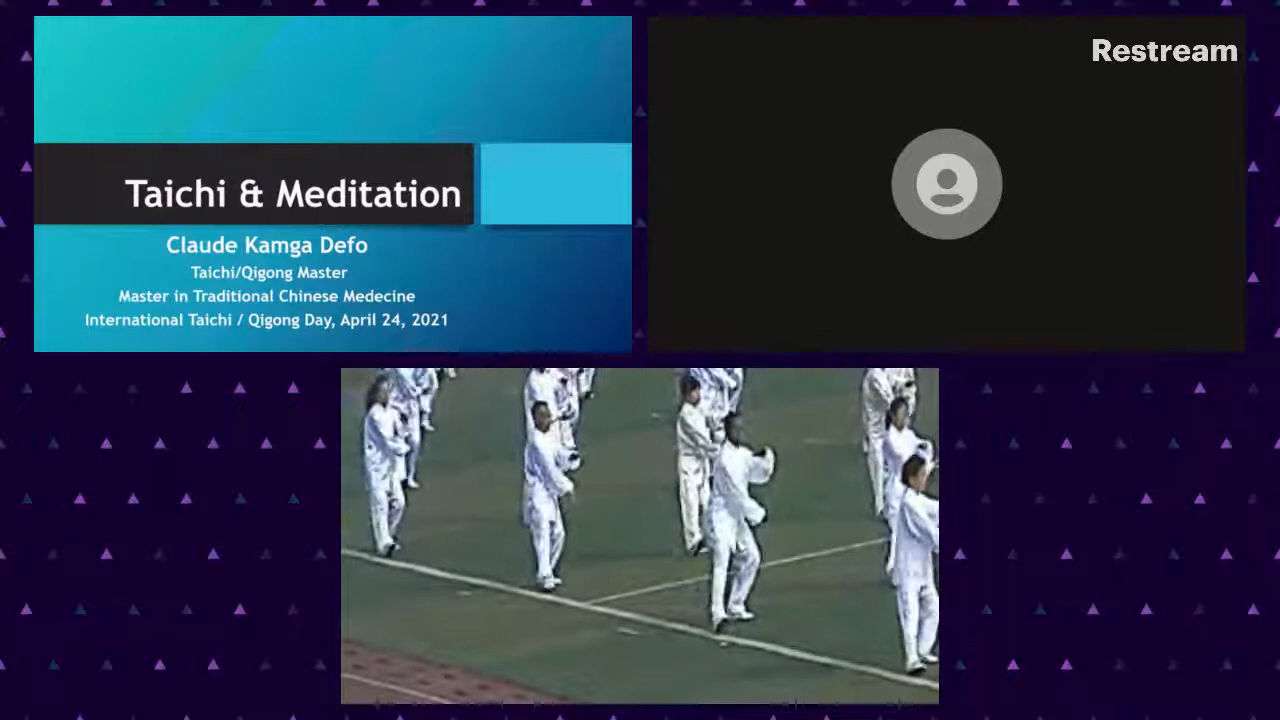 Restream
Taichi & Meditation
Claude Kamga Defo
Taichi/Qigong Master
Master in Traditional Chinese Medecine
International Taichi / Qigong Day, April 24, 2021